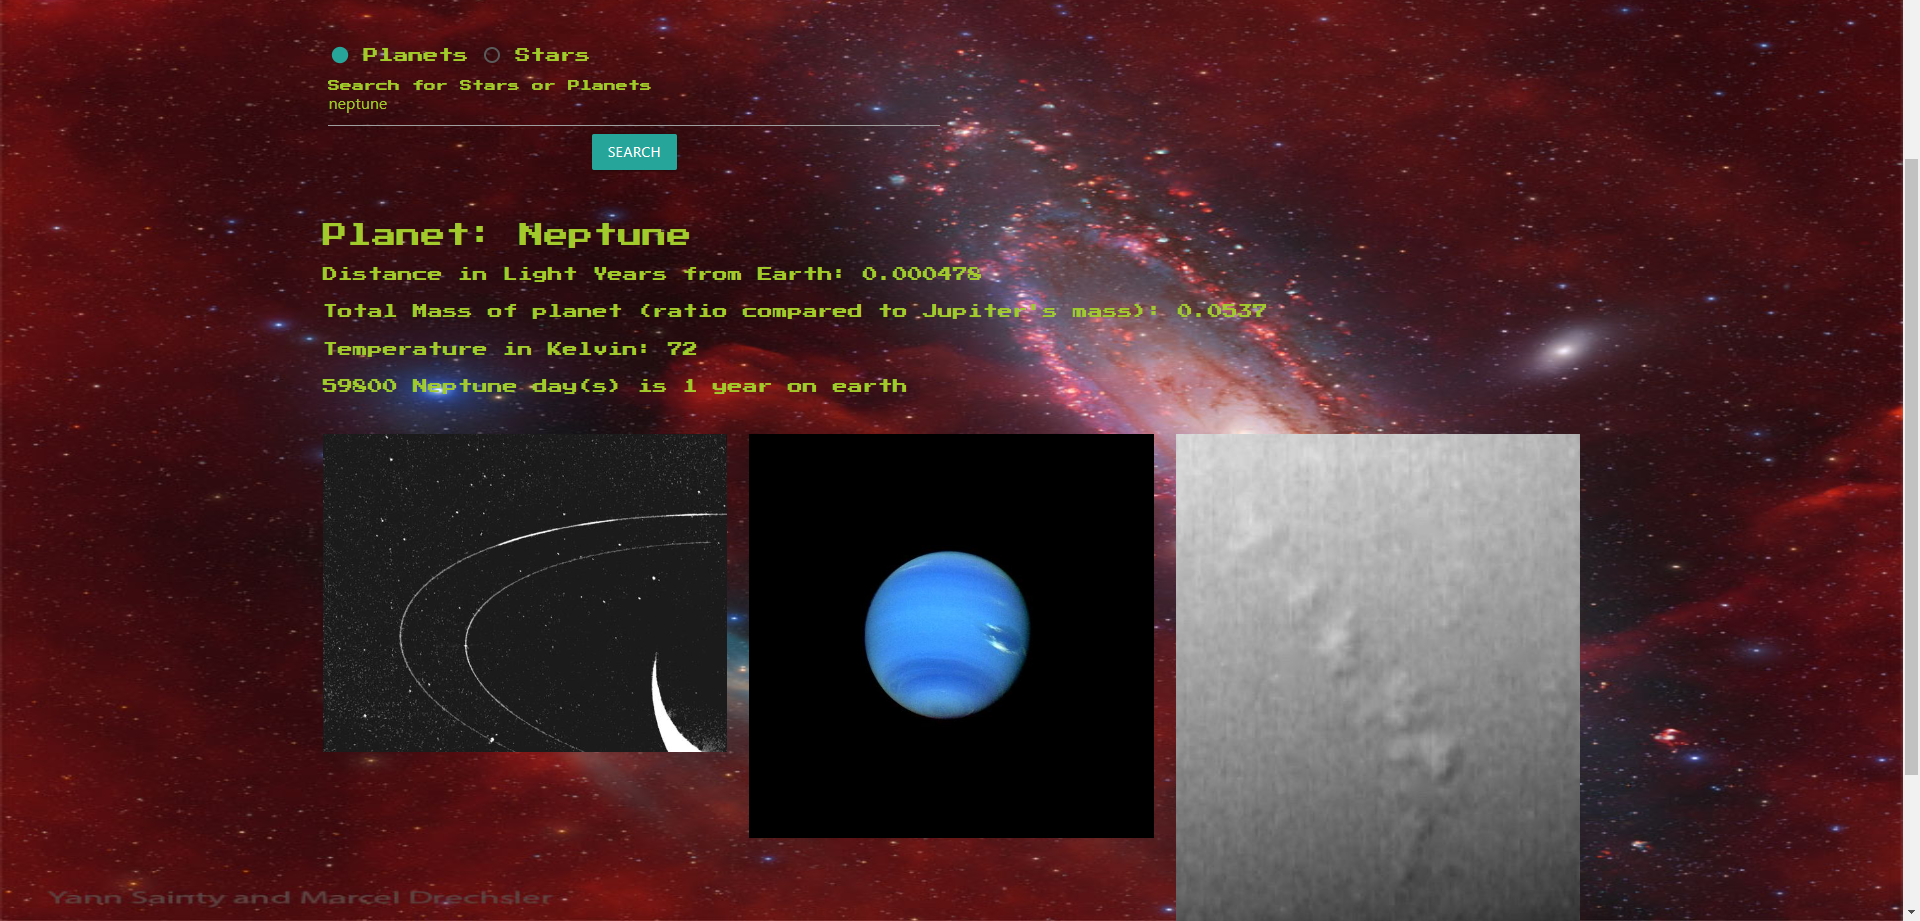 Planets Stars
Search for Stars or Planets
neptune
SEARCH
Planet: Neptune
Distance in Light Years from Earth: 0.000478
Total Mass of planet (ratio compared to Jupiter's mass): 0.0537
Temperature in Kelvin: 72
59800 Neptune day(s) is 1 year on earth
Yann Sainty and Marcel Drechsler